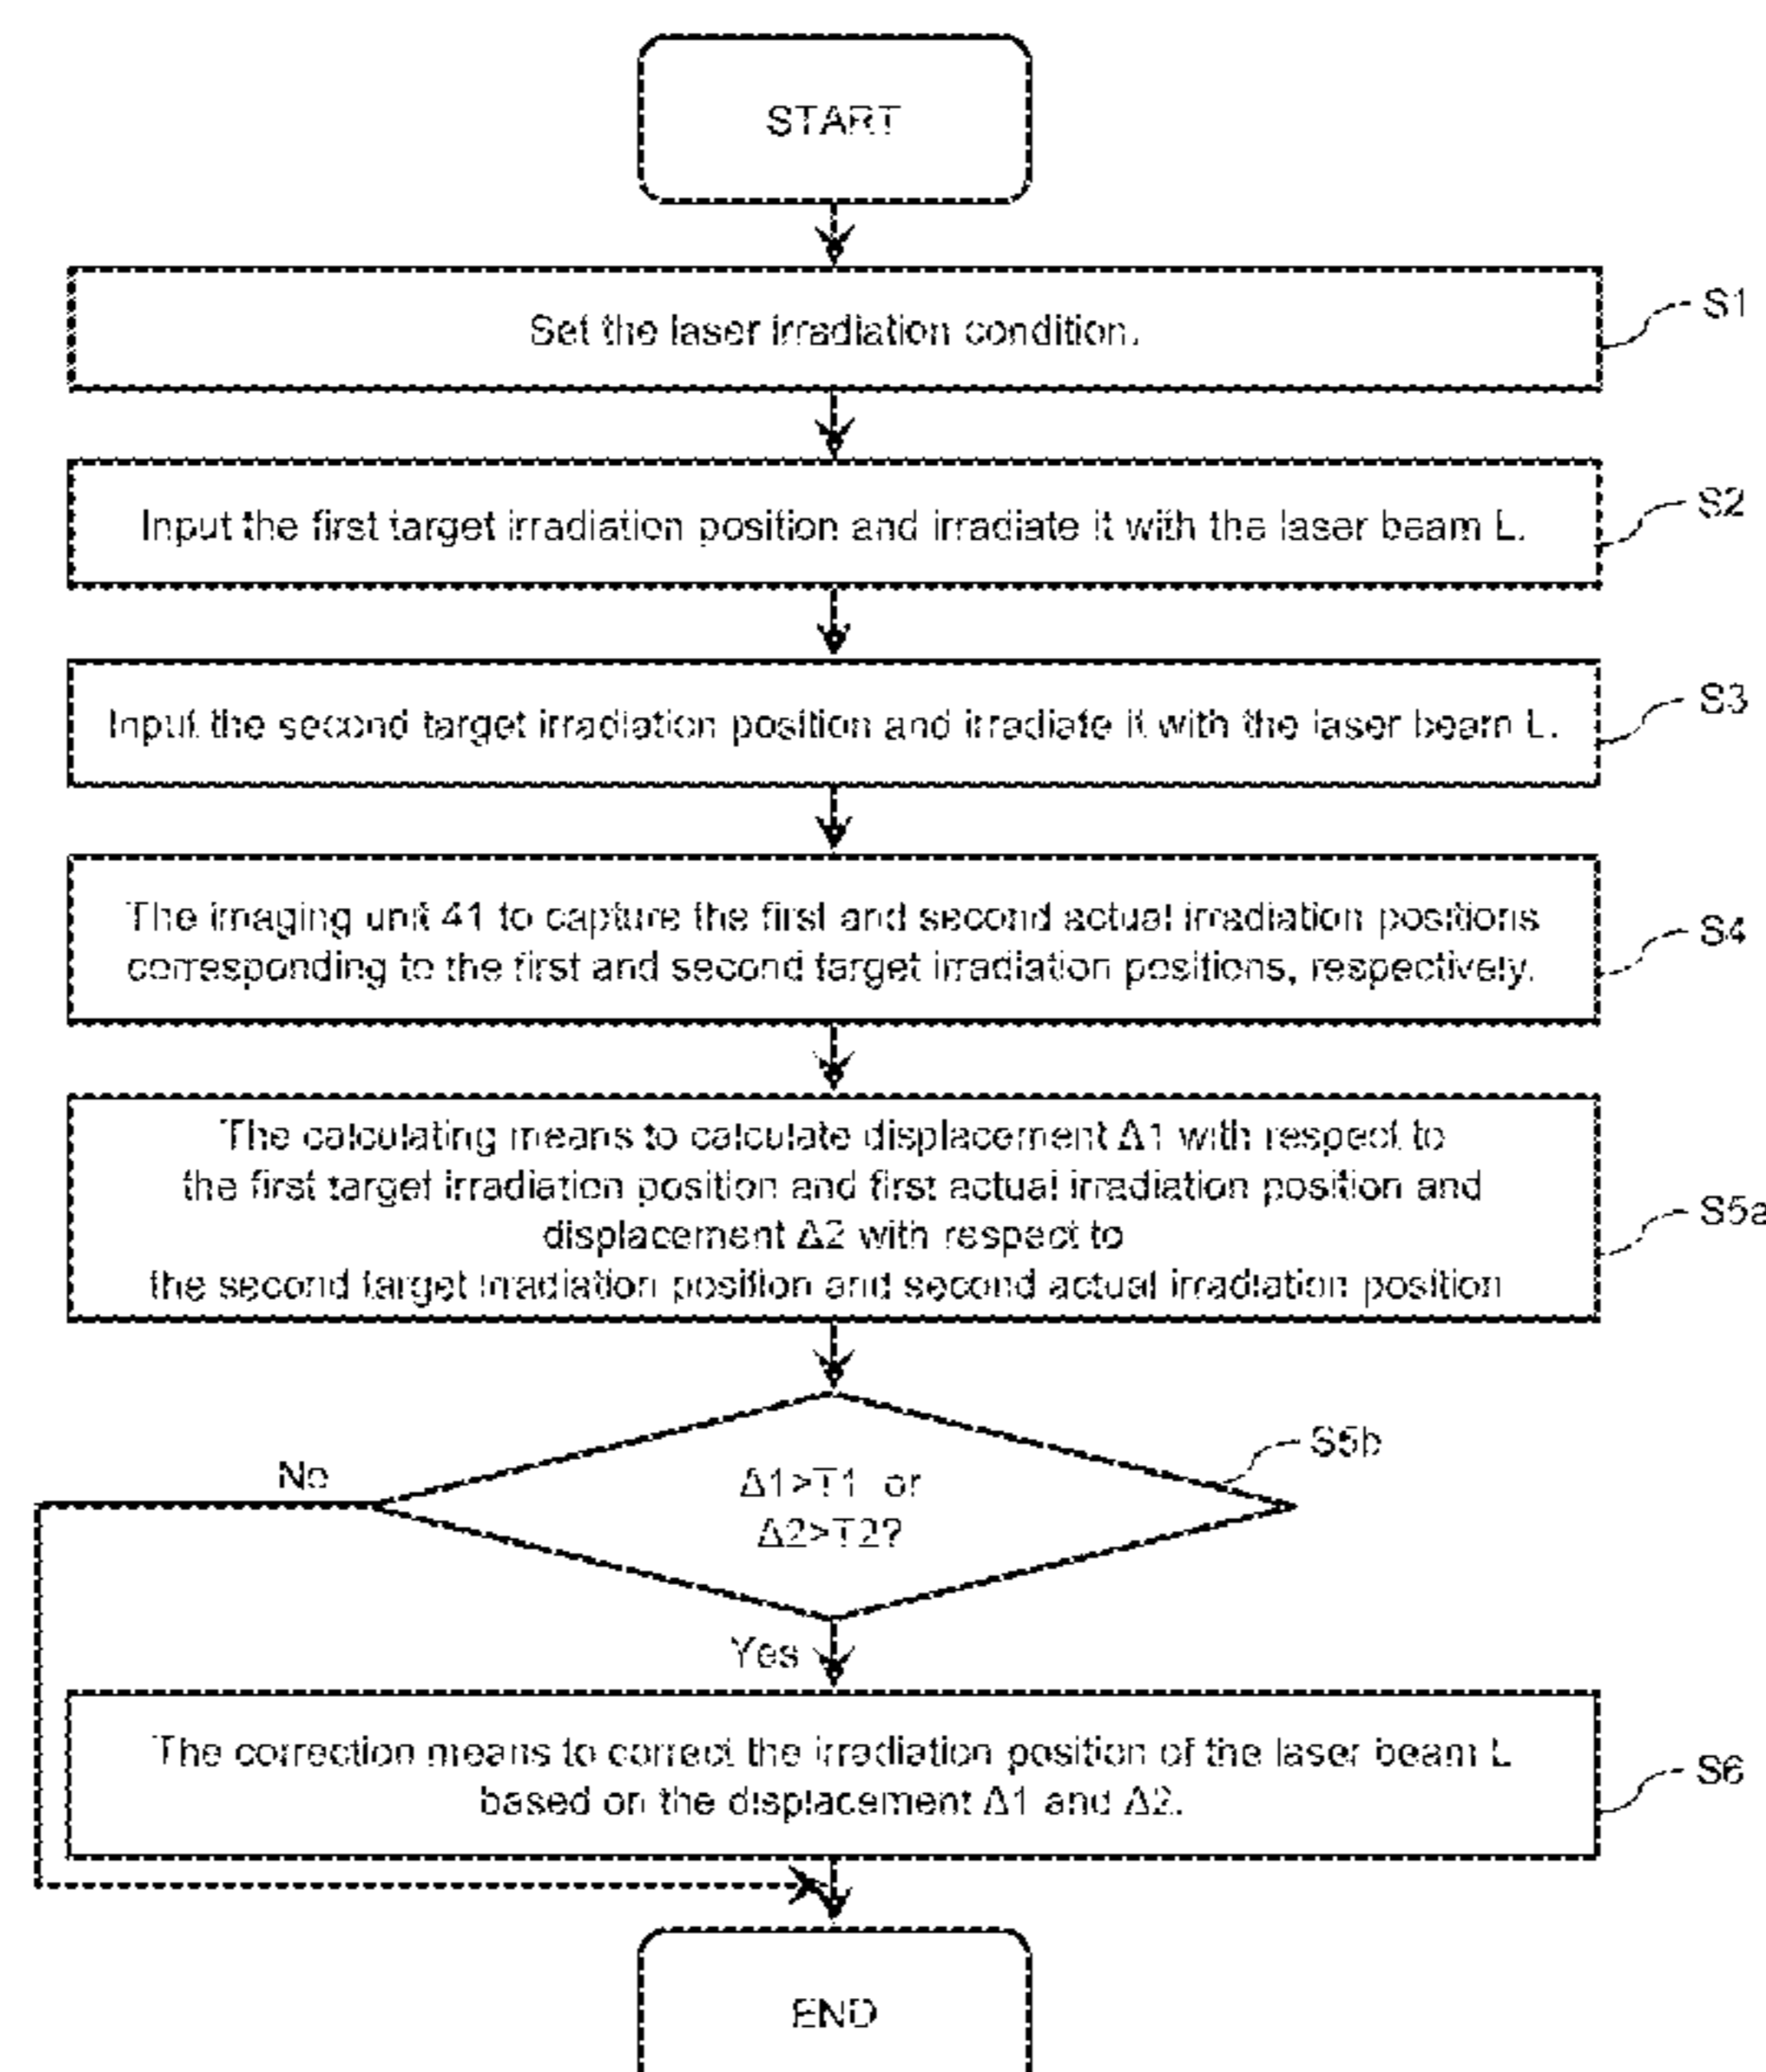 START
Set the laser irradiation condition.
S1
Input the first target irradiation position and irradiate it with the laser beam L.
S2
Input the second target irradiation position and irradiate it with the laser beam L.
S3
The imaging unit 41 to capture the first and second actual irradiation positions
corresponding to the first and second target irradiation positions, respectively.
S4
The calculating means to calculate displacement Δ1 with respect to
the first target irradiation position and first actual irradiation position and
displacement Δ2 with respect to
the second target irradiation position and second actual irradiation position
S5a
S5b
No
Δ1>T1 or
Δ2>T2?
Yes
The correction means to correct the irradiation position of the laser beam L
based on the displacement Δ1 and Δ2.
S6
END